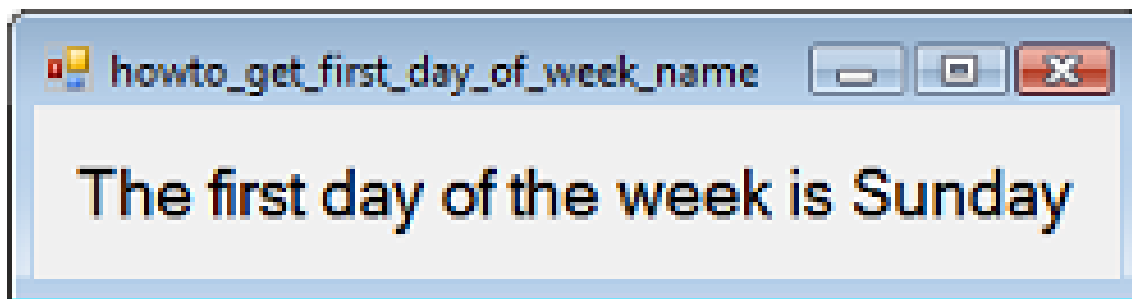 howto_get_first_day_of_week_name
The first day of the week is Sunday